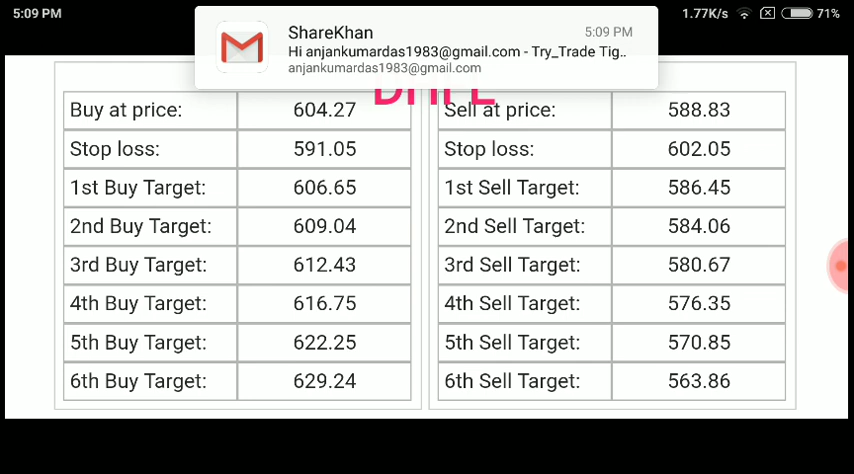 5:09 PM
1.77K/s
71%
ShareKhan
5:09 PM
Hi anjankumardas1983@gmail.com - Try_Trade Tig..
anjankumardas1983@gmail.com
Buy at price: 604.27
Stop loss: 591.05
1st Buy Target: 606.65
2nd Buy Target: 609.04
3rd Buy Target: 612.43
4th Buy Target: 616.75
5th Buy Target: 622.25
6th Buy Target: 629.24
Sell at price: 588.83
Stop loss: 602.05
1st Sell Target: 586.45
2nd Sell Target: 584.06
3rd Sell Target: 580.67
4th Sell Target: 576.35
5th Sell Target: 570.85
6th Sell Target: 563.86